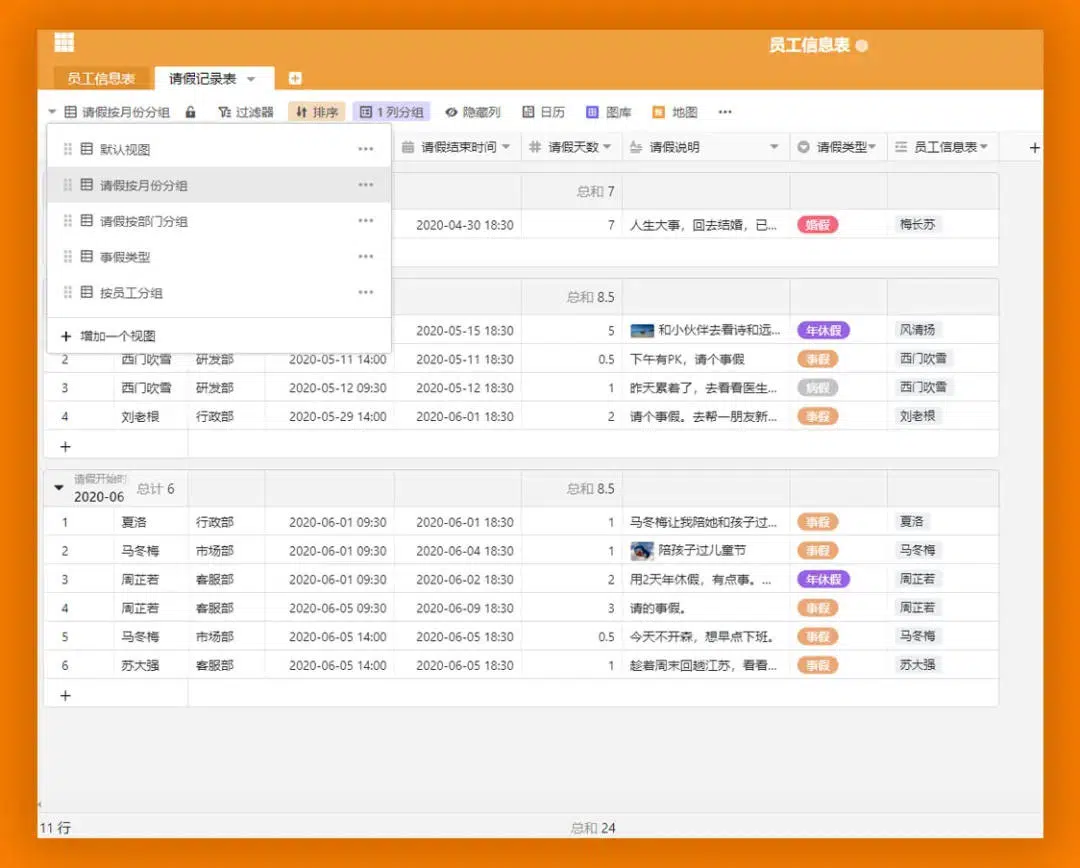 员工信息表
员工信息表 请假记录表
请假按月份分组 过滤器 排序 1 列分组 隐藏列 日历 图库 地图
默认视图
请假按月份分组
请假按部门分组
事假类型
按员工分组
+ 增加一个视图
请假结束时间 请假天数 请假说明 请假类型 员工信息表 +
总和 7
2020-04-30 18:30 7 人生大事，回去结婚，已... 婚假 梅长苏
总和 8.5
2020-05-15 18:30 5 和小伙伴去看诗和远... 年休假 风清扬
2 西门吹雪 研发部 2020-05-11 14:00 2020-05-11 18:30 0.5 下午有PK，请个事假 事假 西门吹雪
3 西门吹雪 研发部 2020-05-12 09:30 2020-05-12 18:30 1 昨天累着了，去看看医生... 病假 西门吹雪
4 刘老根 行政部 2020-05-29 14:00 2020-06-01 18:30 2 请个事假。去帮一朋友新... 事假 刘老根
+
请假开始时
2020-06 总计 6 总和 8.5
1 夏洛 行政部 2020-06-01 09:30 2020-06-01 18:30 1 马冬梅让我陪她和孩子过... 事假 夏洛
2 马冬梅 市场部 2020-06-01 09:30 2020-06-04 18:30 1 陪孩子过儿童节 事假 马冬梅
3 周芷若 客服部 2020-06-01 09:30 2020-06-02 18:30 2 用2天年休假，有点事。... 年休假 周芷若
4 周芷若 客服部 2020-06-05 09:30 2020-06-09 18:30 3 请的事假。 事假 周芷若
5 马冬梅 市场部 2020-06-05 14:00 2020-06-05 18:30 0.5 今天不开森，想早点下班。 事假 马冬梅
6 苏大强 客服部 2020-06-05 14:00 2020-06-05 18:30 1 趁着周末回趟江苏，看看... 事假 苏大强
+
11 行 总和 24